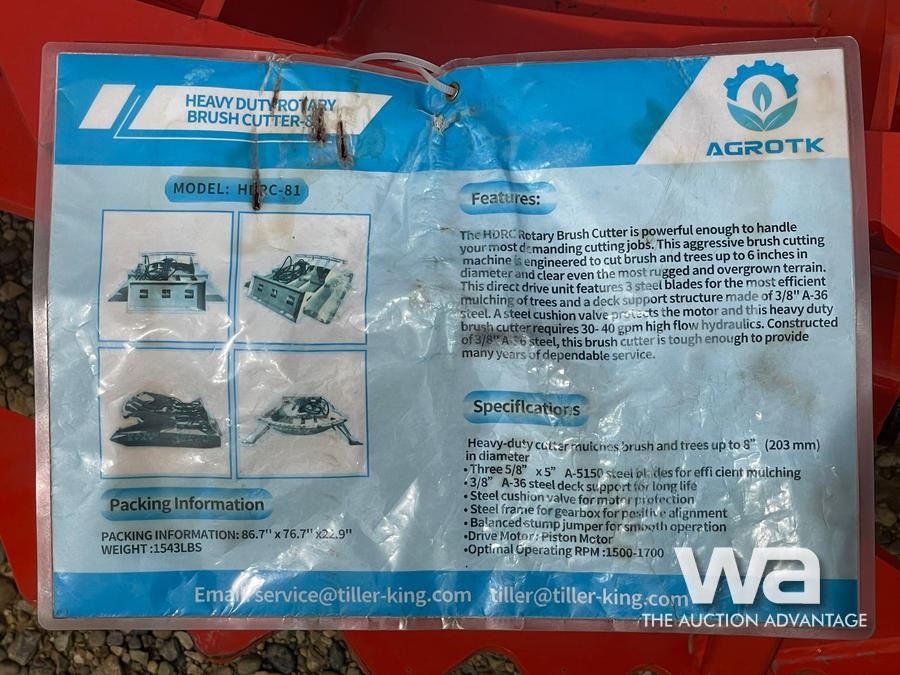 HEAVY DUTY ROTARY
BRUSH CUTTER-8
AGROTK
MODEL: HDRC-81
Features:
The HDRC Rotary Brush Cutter is powerful enough to handle
your most demanding cutting jobs. This aggressive brush cutting
machine is engineered to cut brush and trees up to 6 inches in
diameter and clear even the most rugged and overgrown terrain.
This direct drive unit features 3 steel blades for the most efficient
mulching of trees and a deck support structure made of 3/8" A-36
steel. A steel cushion valve protects the motor and this heavy duty
brush cutter requires 30- 40 gpm high flow hydraulics. Constructed
of 3/8" A-36 steel, this brush cutter is tough enough to provide
many years of dependable service.
Specifications
Heavy-duty cutter mulches brush and trees up to 8" (203 mm)
in diameter
•Three 5/8" x 5" A-5150 steel blades for effi cient mulching
•3/8" A-36 steel deck support for long life
•Steel cushion valve for motor protection
•Steel frame for gearbox for positive alignment
•Balanced stump jumper for smooth operation
•Drive Motor: Piston Motor
•Optimal Operating RPM :1500-1700
Packing Information
PACKING INFORMATION: 86.7" x 76.7" x22.9"
WEIGHT :1543LBS
Email: service@tiller-king.com tiller@tiller-king.com
wa
THE AUCTION ADVANTAGE